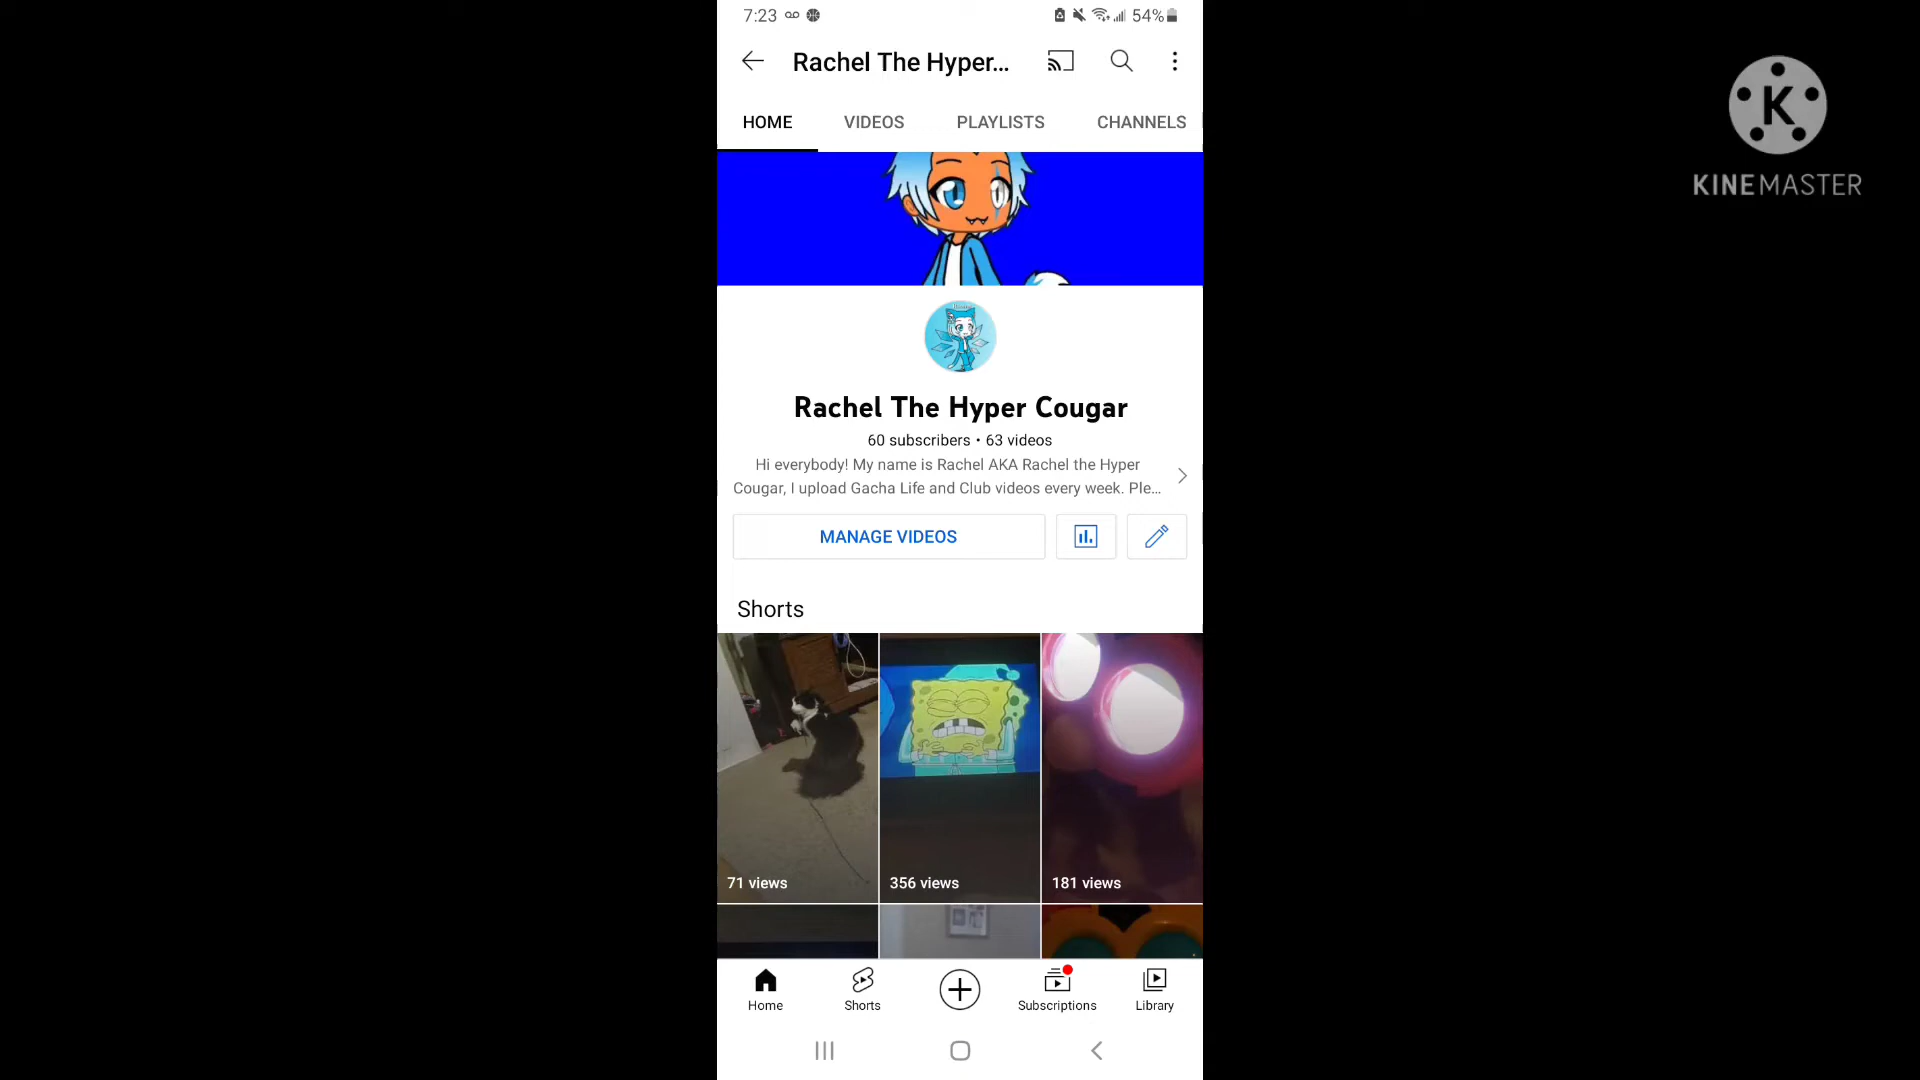 7:23
54%
Rachel The Hyper...
HOME
VIDEOS
PLAYLISTS
CHANNELS
Rachel The Hyper Cougar
60 subscribers • 63 videos
Hi everybody! My name is Rachel AKA Rachel the Hyper
Cougar, I upload Gacha Life and Club videos every week. Ple...
MANAGE VIDEOS
Shorts
71 views
356 views
181 views
Home
Shorts
Subscriptions
Library
K
KINEMASTER